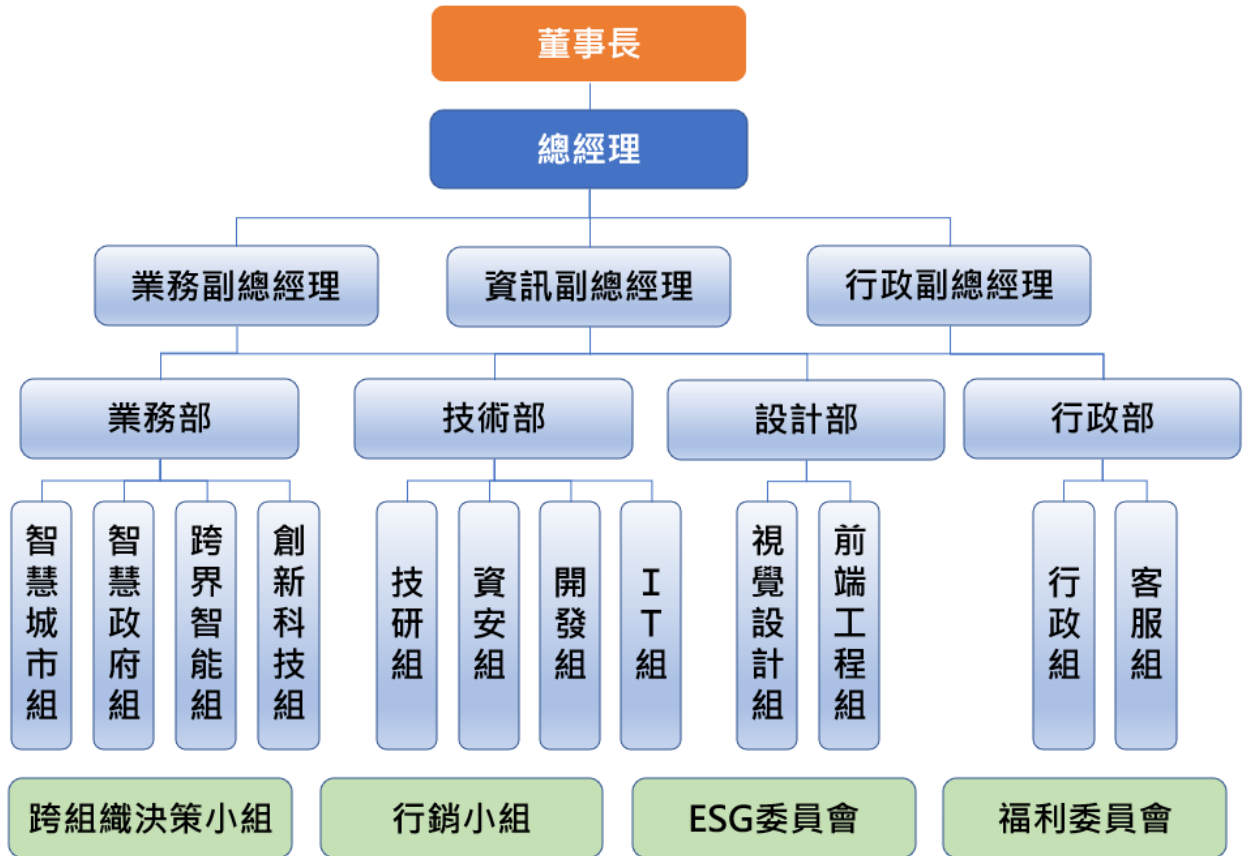 董事長
總經理
業務副總經理
資訊副總經理
行政副總經理
業務部
技術部
設計部
行政部
智慧城市組
智慧政府組
跨界智能組
創新科技組
技研組
資安組
開發組
IT組
視覺設計組
前端工程組
行政組
客服組
跨組織決策小組
行銷小組
ESG委員會
福利委員會